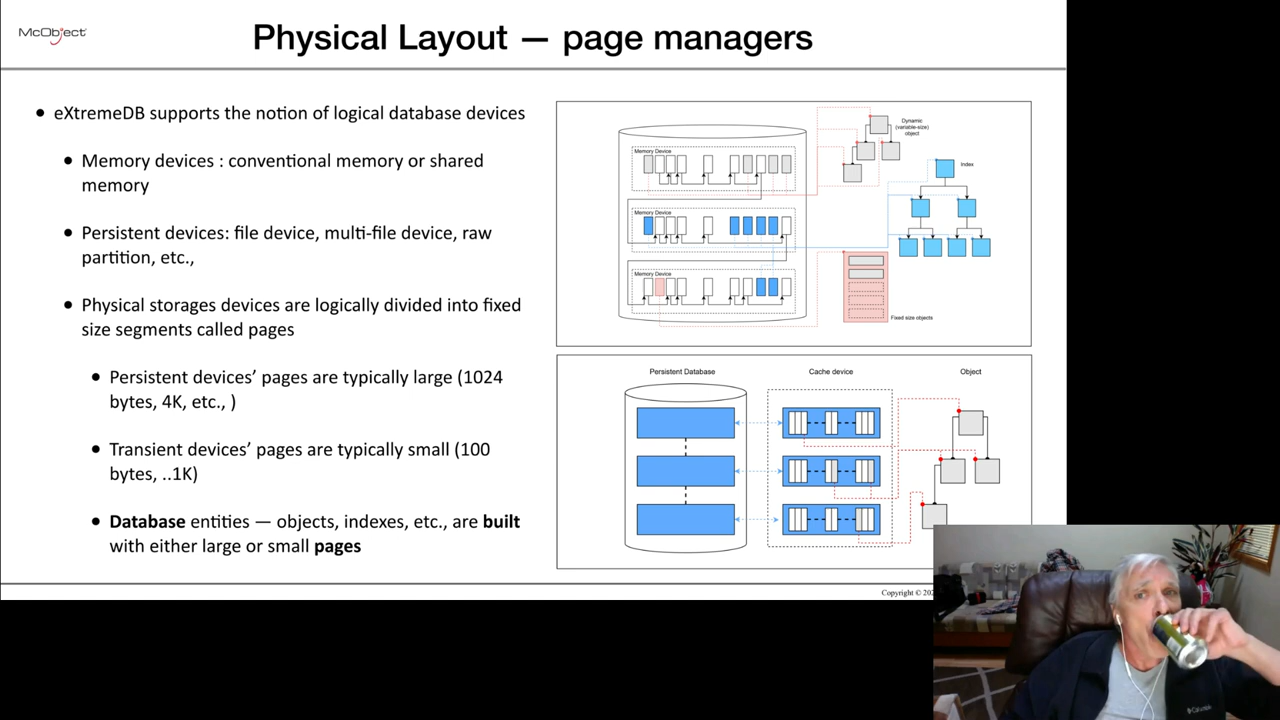 McObject
Physical Layout — page managers
• eXtremeDB supports the notion of logical database devices
• Memory devices : conventional memory or shared
memory
• Persistent devices: file device, multi-file device, raw
partition, etc.,
• Physical storages devices are logically divided into fixed
size segments called pages
• Persistent devices’ pages are typically large (1024
bytes, 4K, etc., )
• Transient devices’ pages are typically small (100
bytes, ..1K)
• Database entities — objects, indexes, etc., are built
with either large or small pages
Memory Device
Memory Device
Memory Device
Dynamic
(variable-size)
object
Index
Fixed size objects
Persistent Database
Cache device
Object
Copyright © 202
Columbia